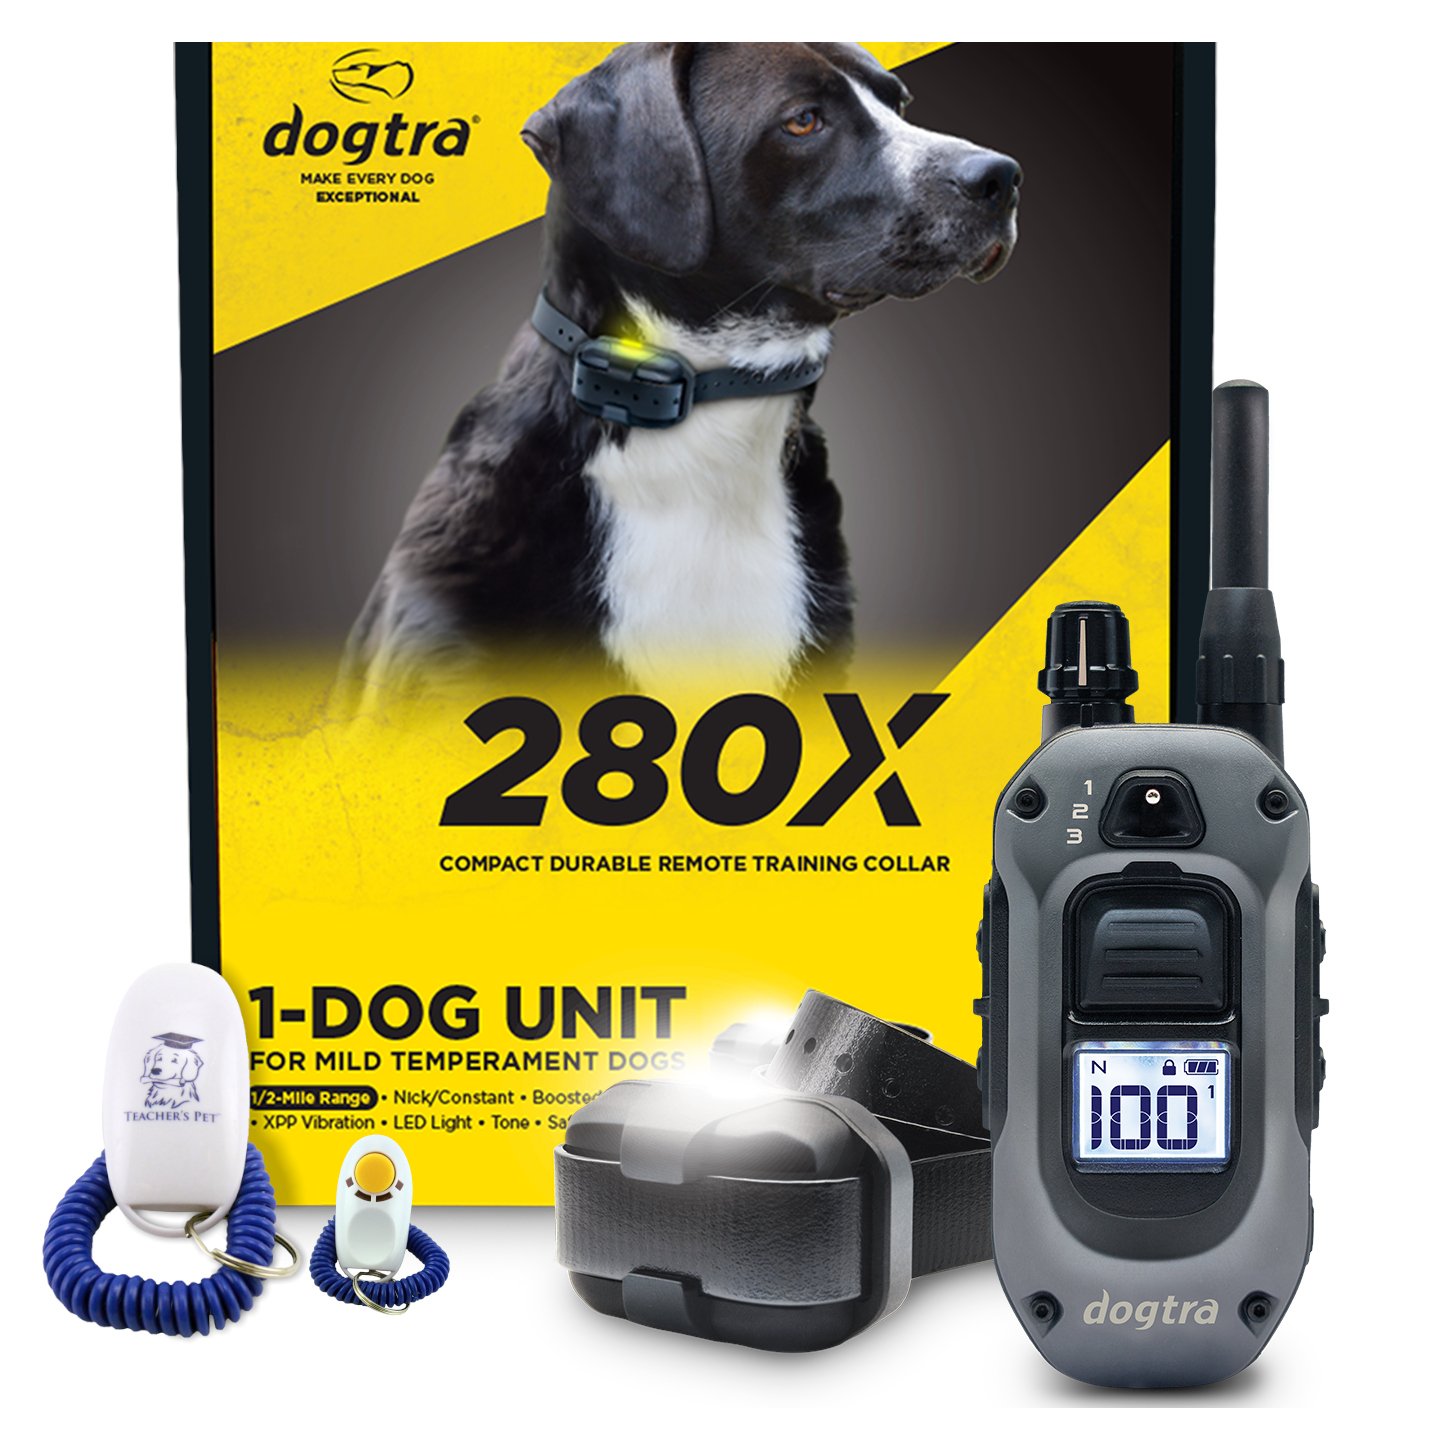 dogtra®
MAKE EVERY DOG
EXCEPTIONAL
280X
COMPACT DURABLE REMOTE TRAINING COLLAR
1-DOG UNIT
FOR MILD TEMPERAMENT DOGS
1/2-Mile Range • Nick/Constant • Boosted
• XPP Vibration • LED Light • Tone •
TEACHER'S PET
1
2
3
N
100 1
dogtra